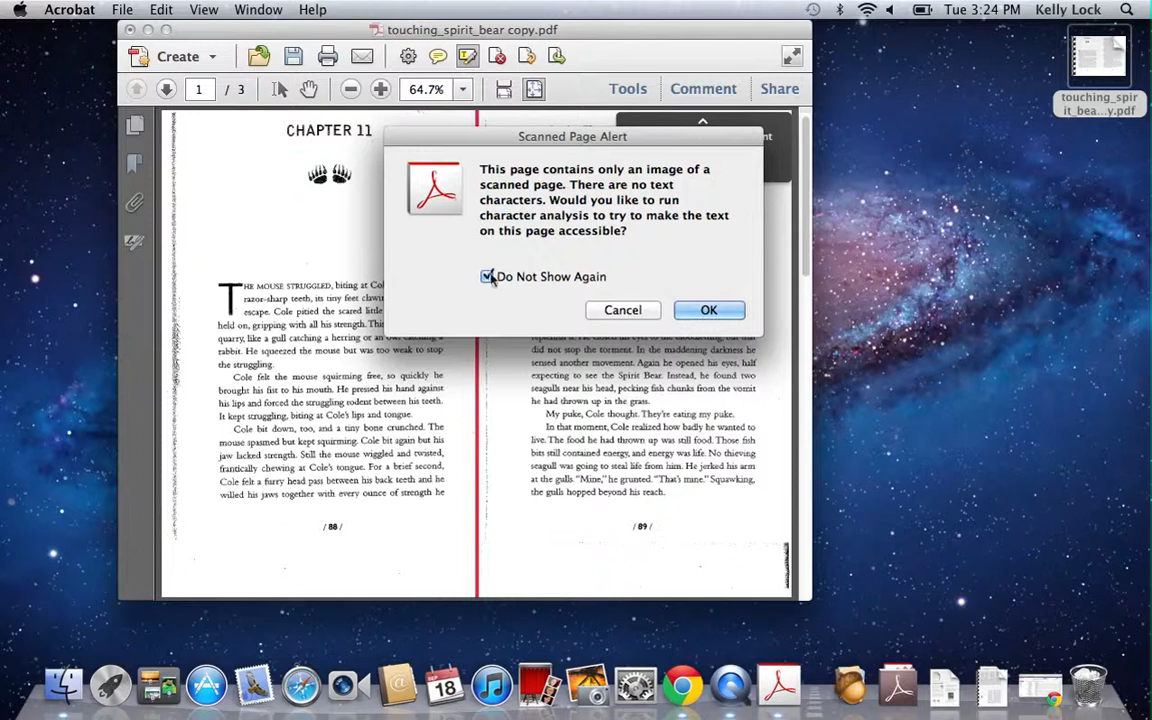 Acrobat File Edit View Window Help Tue 3:24 PM Kelly Lock
touching_spirit_bear copy.pdf
Create
1 / 3 64.7% Tools Comment Share
touching_spir
it_bea...y.pdf
CHAPTER 11
Scanned Page Alert
This page contains only an image of a
scanned page. There are no text
characters. Would you like to run
character analysis to try to make the text
on this page accessible?
Do Not Show Again
Cancel OK
THE MOUSE STRUGGLED, biting at Col
razor-sharp teeth, its tiny feet clawi
escape. Cole pitied the scared little
held on, gripping with all his strength. Thi
quarry, like a gull catching a herring or an owl catching a
rabbit. He squeezed the mouse but was too weak to stop
the struggling.
Cole felt the mouse squirming free, so quickly he
brought his fist to his mouth. He pressed his hand against
his lips and forced the struggling rodent between his teeth.
It kept struggling, biting at Cole's lips and tongue.
Cole bit down, too, and a tiny bone crunched. The
mouse spasmed but kept squirming. Cole bit again but his
jaw lacked strength. Still the mouse wiggled and twisted,
frantically chewing at Cole's tongue. For a brief second,
Cole felt a furry head pass between his back teeth and he
willed his jaws together with every ounce of strength he
/ 88 /
did not stop the torment. In the maddening darkness he
sensed another movement. Again he opened his eyes, half
expecting to see the Spirit Bear. Instead, he found two
seagulls near his head, pecking fish chunks from the vomit
he had thrown up in the grass.
My puke, Cole thought. They're eating my puke.
In that moment, Cole realized how badly he wanted to
live. The food he had thrown up was still food. Those fish
bits still contained energy, and energy was life. No thieving
seagull was going to steal life from him. He jerked his arm
at the gulls. "Mine," he grunted. "That's mine." Squawking,
the gulls hopped beyond his reach.
/ 89 /
18